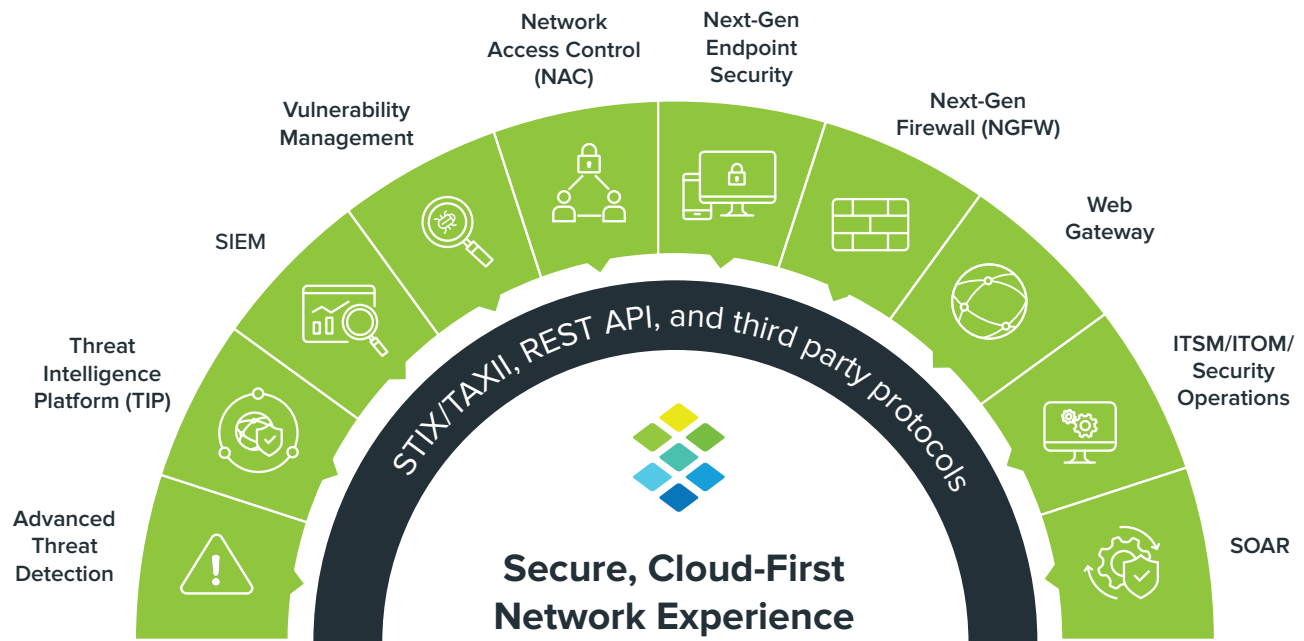 Advanced
Threat
Detection
Threat
Intelligence
Platform (TIP)
SIEM
Vulnerability
Management
Network
Access Control
(NAC)
Next-Gen
Endpoint
Security
Next-Gen
Firewall (NGFW)
Web
Gateway
ITSM/ITOM/
Security
Operations
SOAR
STIX/TAXII, REST API, and third party protocols
Secure, Cloud-First
Network Experience